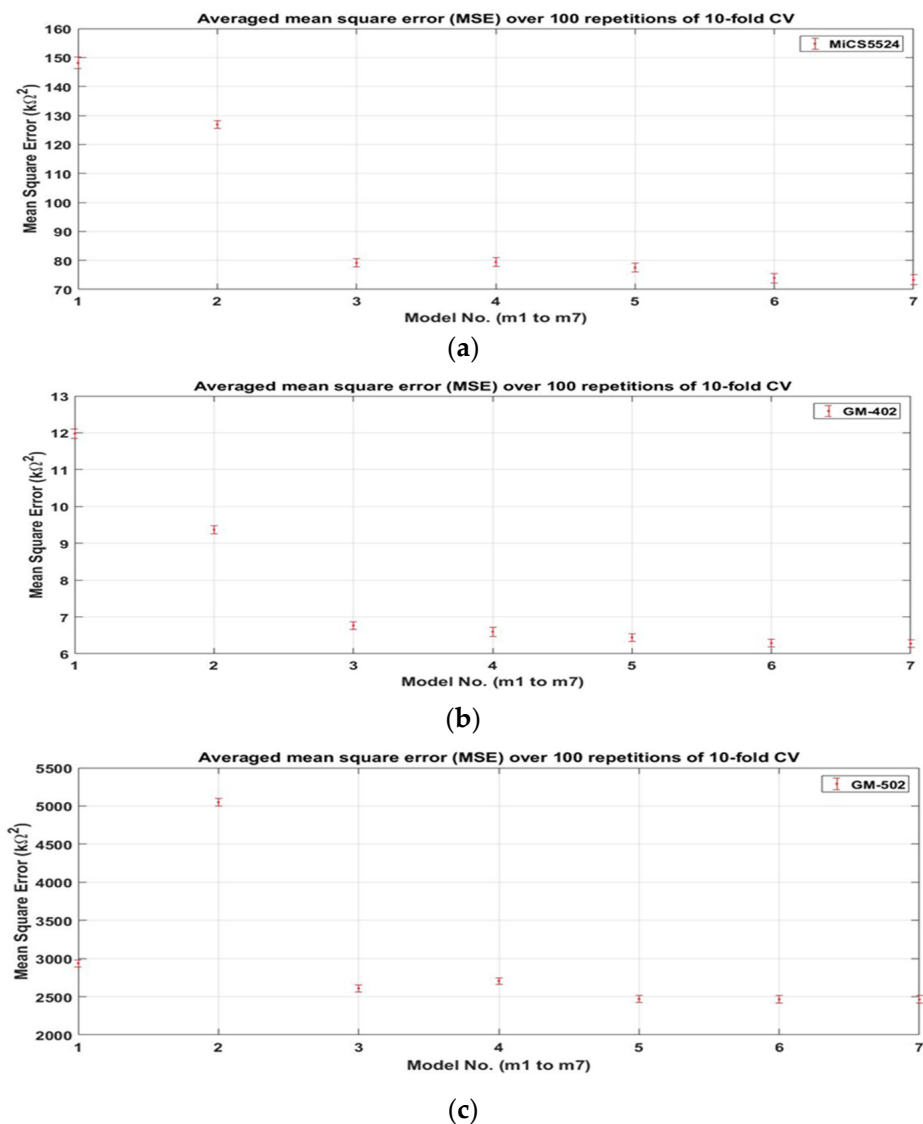 Averaged mean square error (MSE) over 100 repetitions of 10-fold CV
160
150
140
130
120
110
100
90
80
70
Mean Square Error (kΩ²)
MiCS5524
1 2 3 4 5 6 7
Model No. (m1 to m7)
(a)
Averaged mean square error (MSE) over 100 repetitions of 10-fold CV
13
12
11
10
9
8
7
6
Mean Square Error (kΩ²)
GM-402
1 2 3 4 5 6 7
Model No. (m1 to m7)
(b)
Averaged mean square error (MSE) over 100 repetitions of 10-fold CV
5500
5000
4500
4000
3500
3000
2500
2000
Mean Square Error (kΩ²)
GM-502
1 2 3 4 5 6 7
Model No. (m1 to m7)
(c)